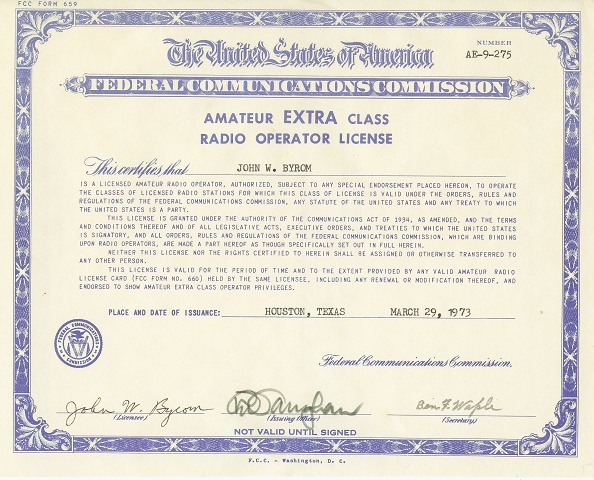 FCC FORM 659
The United States of America
NUMBER
AE-9-275
FEDERAL COMMUNICATIONS COMMISSION
AMATEUR EXTRA CLASS
RADIO OPERATOR LICENSE
This certifies that JOHN W. BYROM
IS A LICENSED AMATEUR RADIO OPERATOR, AUTHORIZED, SUBJECT TO ANY SPECIAL ENDORSEMENT PLACED HEREON, TO OPERATE
THE CLASSES OF LICENSED RADIO STATIONS FOR WHICH THIS CLASS OF LICENSE IS VALID UNDER THE ORDERS, RULES AND
REGULATIONS OF THE FEDERAL COMMUNICATIONS COMMISSION, ANY STATUTE OF THE UNITED STATES AND ANY TREATY TO WHICH
THE UNITED STATES IS A PARTY.
THIS LICENSE IS GRANTED UNDER THE AUTHORITY OF THE COMMUNICATIONS ACT OF 1934, AS AMENDED, AND THE TERMS
AND CONDITIONS THEREOF AND OF ALL LEGISLATIVE ACTS, EXECUTIVE ORDERS, AND TREATIES TO WHICH THE UNITED STATES
IS SIGNATORY, AND ALL ORDERS, RULES AND REGULATIONS OF THE FEDERAL COMMUNICATIONS COMMISSION, WHICH ARE BINDING
UPON RADIO OPERATORS, ARE MADE A PART HEREOF AS THOUGH SPECIFICALLY SET OUT IN FULL HEREIN.
NEITHER THIS LICENSE NOR THE RIGHTS CERTIFIED TO HEREIN SHALL BE ASSIGNED OR OTHERWISE TRANSFERRED TO
ANY OTHER PERSON.
THIS LICENSE IS VALID FOR THE PERIOD OF TIME AND TO THE EXTENT PROVIDED BY ANY VALID AMATEUR RADIO
LICENSE CARD (FCC FORM NO. 660) HELD BY THE SAME LICENSEE, INCLUDING ANY RENEWAL OR MODIFICATION THEREOF, AND
ENDORSED TO SHOW AMATEUR EXTRA CLASS OPERATOR PRIVILEGES.
PLACE AND DATE OF ISSUANCE: HOUSTON, TEXAS MARCH 29, 1973
FEDERAL COMMUNICATIONS COMMISSION
Federal Communications Commission.
John W. Byrom
Ben F. Waple
(Licensee)
(Issuing Officer)
(Secretary)
NOT VALID UNTIL SIGNED
F.C.C. - Washington, D. C.